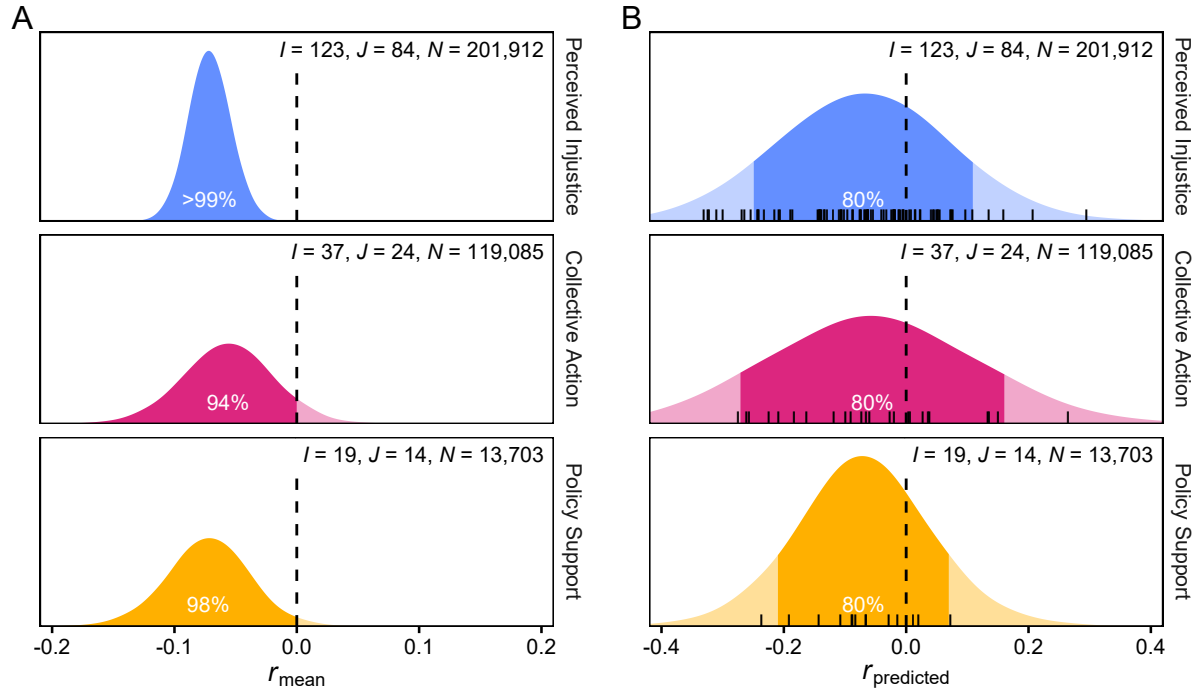 A
I = 123, J = 84, N = 201,912
>99%
Perceived Injustice
I = 37, J = 24, N = 119,085
94%
Collective Action
I = 19, J = 14, N = 13,703
98%
Policy Support
-0.2 -0.1 0.0 0.1 0.2
r mean
B
I = 123, J = 84, N = 201,912
80%
Perceived Injustice
I = 37, J = 24, N = 119,085
80%
Collective Action
I = 19, J = 14, N = 13,703
80%
Policy Support
-0.4 -0.2 0.0 0.2 0.4
r predicted